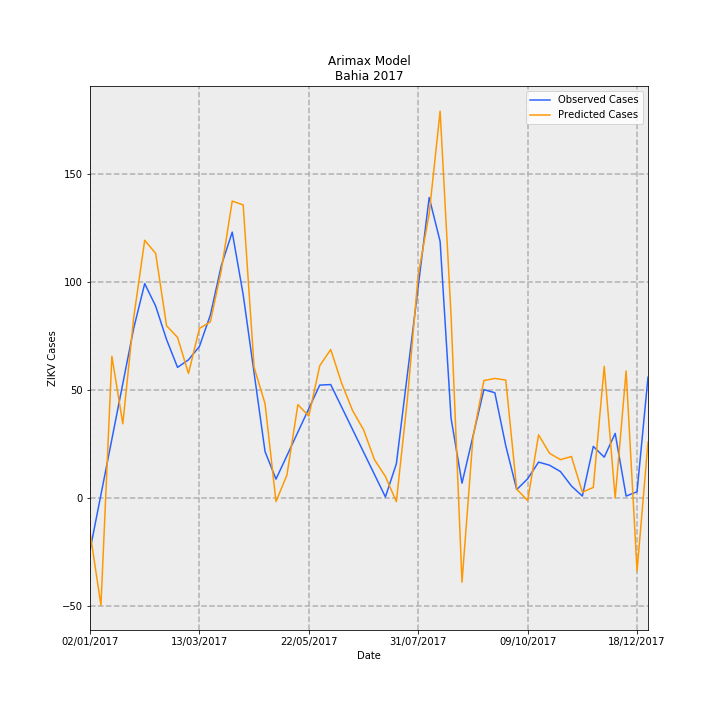 Arimax Model
Bahia 2017
Observed Cases
Predicted Cases
ZIKV Cases
150
100
50
0
−50
02/01/2017 13/03/2017 22/05/2017 31/07/2017 09/10/2017 18/12/2017
Date